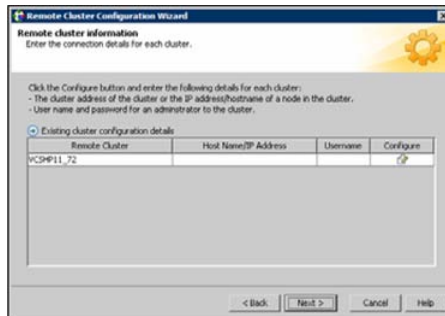 Remote Cluster Configuration Wizard
Remote cluster information
Enter the connection details for each cluster.
Click the Configure button and enter the following details for each cluster:
- The cluster address of the cluster or the IP address/hostname of a node in the cluster.
- User name and password for an adminstrator to the cluster.
Existing cluster configuration details
Remote Cluster Host Name/IP Address Username Configure
VCSHP11_72
< Back Next > Cancel Help